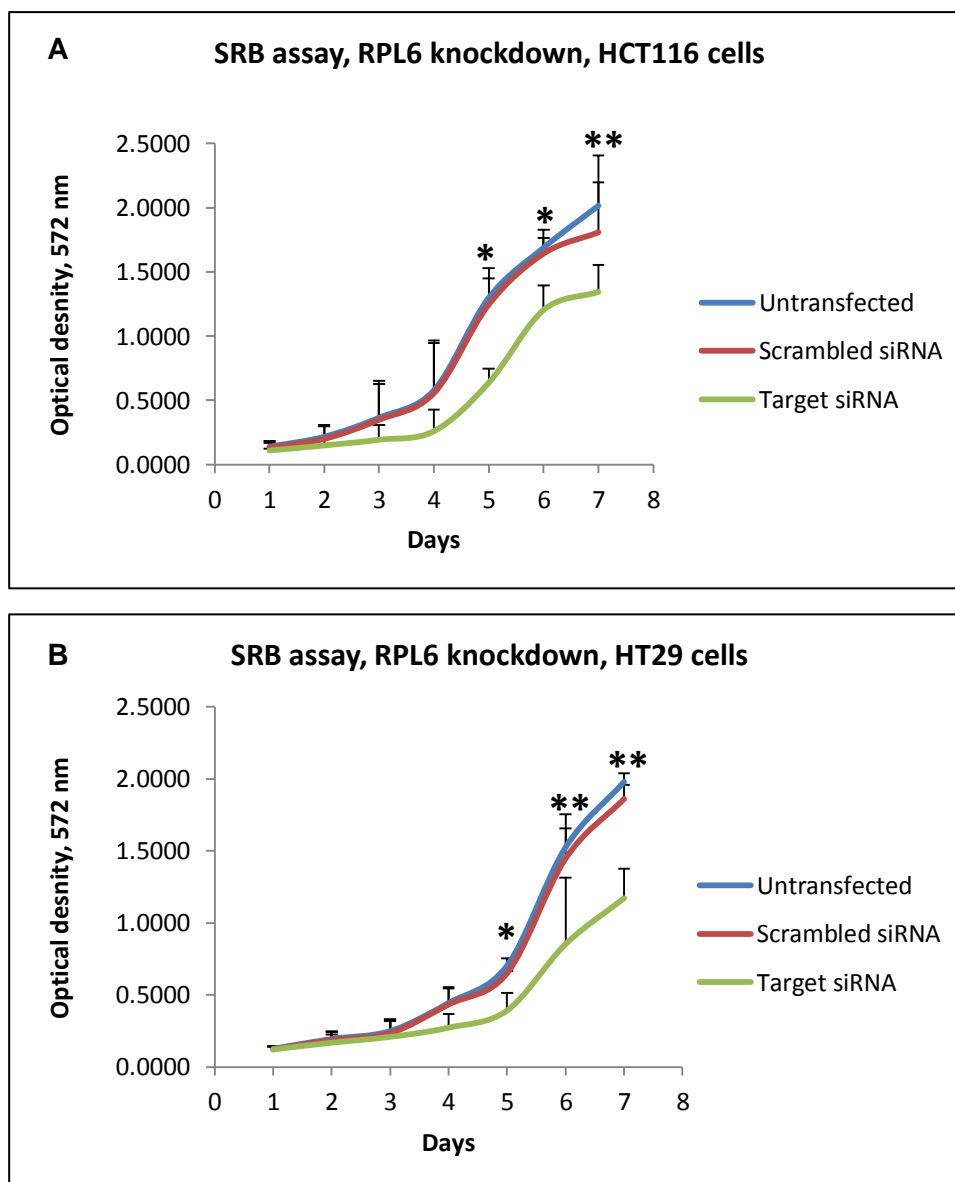 A
SRB assay, RPL6 knockdown, HCT116 cells
Optical desnity, 572 nm
2.5000
2.0000
1.5000
1.0000
0.5000
0.0000
**
*
*
0 1 2 3 4 5 6 7 8
Days
Untransfected
Scrambled siRNA
Target siRNA
B
SRB assay, RPL6 knockdown, HT29 cells
Optical desnity, 572 nm
2.5000
2.0000
1.5000
1.0000
0.5000
0.0000
**
**
*
0 1 2 3 4 5 6 7 8
Days
Untransfected
Scrambled siRNA
Target siRNA